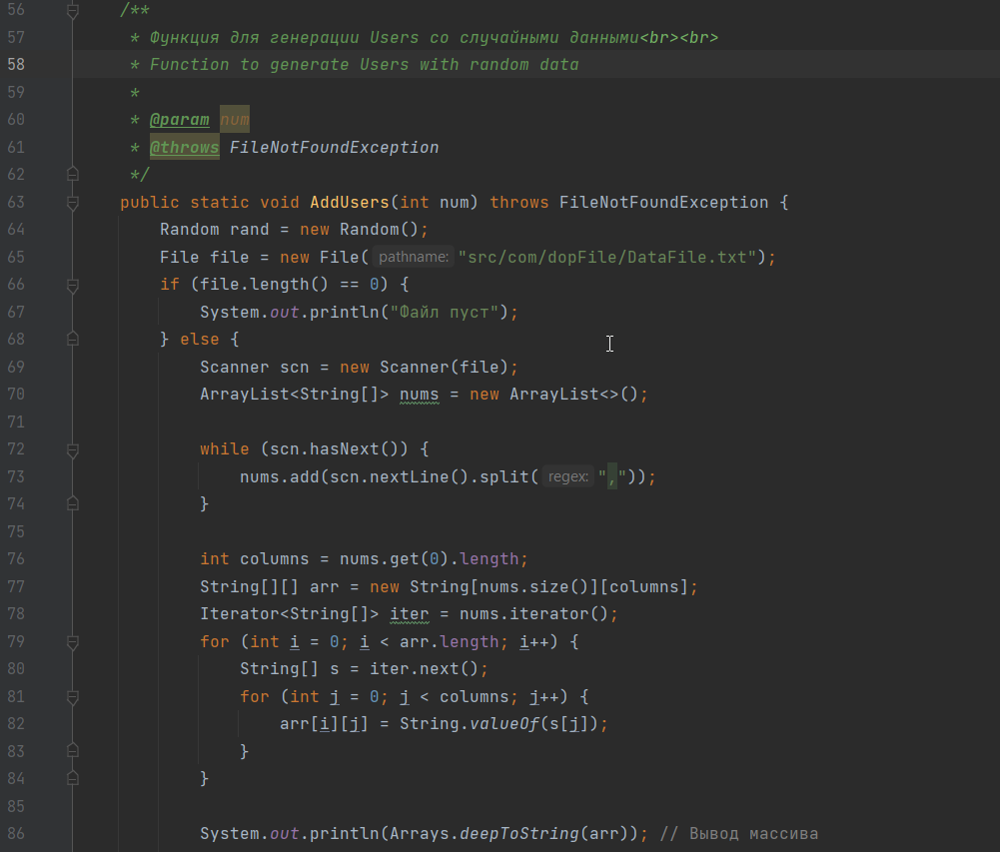 56 /**
57 * Функция для генерации Users со случайными данными<br><br>
58 * Function to generate Users with random data
59 *
60 * @param num
61 * @throws FileNotFoundException
62 */
63 public static void AddUsers(int num) throws FileNotFoundException {
64 Random rand = new Random();
65 File file = new File( pathname: "src/com/dopFile/DataFile.txt");
66 if (file.length() == 0) {
67 System.out.println("Файл пуст");
68 } else {
69 Scanner scn = new Scanner(file);
70 ArrayList<String[]> nums = new ArrayList<>();
71
72 while (scn.hasNext()) {
73 nums.add(scn.nextLine().split( regex: ","));
74 }
75
76 int columns = nums.get(0).length;
77 String[][] arr = new String[nums.size()][columns];
78 Iterator<String[]> iter = nums.iterator();
79 for (int i = 0; i < arr.length; i++) {
80 String[] s = iter.next();
81 for (int j = 0; j < columns; j++) {
82 arr[i][j] = String.valueOf(s[j]);
83 }
84 }
85
86 System.out.println(Arrays.deepToString(arr)); // Вывод массива